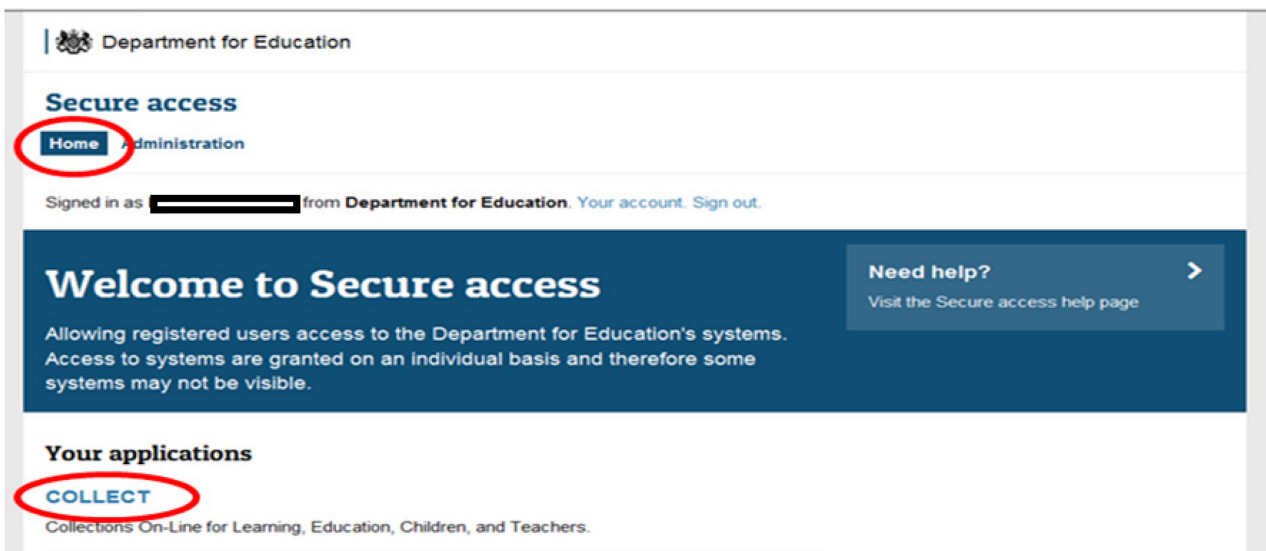 Department for Education
Secure access
Home Administration
Signed in as from Department for Education. Your account. Sign out.
Welcome to Secure access
Need help?
Visit the Secure access help page
Allowing registered users access to the Department for Education's systems.
Access to systems are granted on an individual basis and therefore some
systems may not be visible.
Your applications
COLLECT
Collections On-Line for Learning, Education, Children, and Teachers.